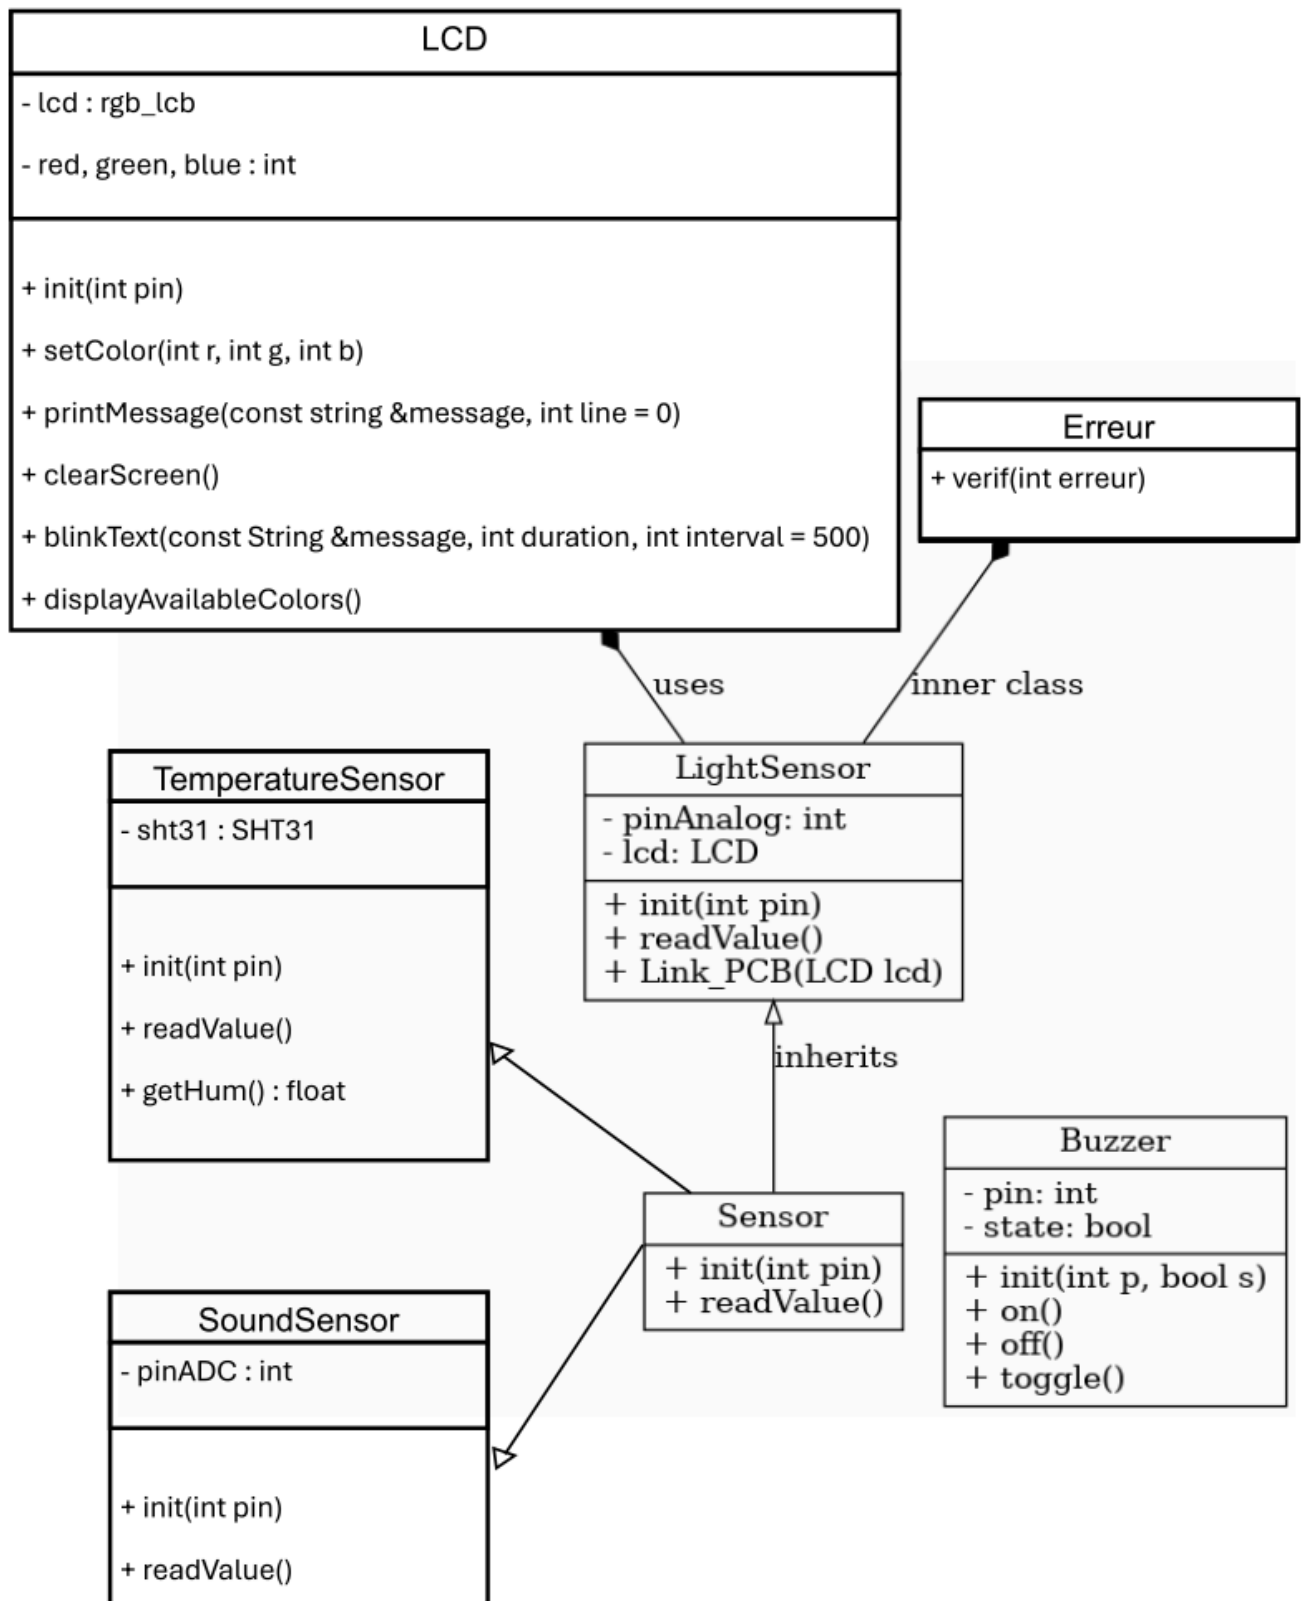 LCD
- lcd : rgb_lcb
- red, green, blue : int
+ init(int pin)
+ setColor(int r, int g, int b)
+ printMessage(const string &message, int line = 0)
+ clearScreen()
+ blinkText(const String &message, int duration, int interval = 500)
+ displayAvailableColors()
Erreur
+ verif(int erreur)
uses
inner class
TemperatureSensor
- sht31 : SHT31
+ init(int pin)
+ readValue()
+ getHum() : float
LightSensor
- pinAnalog: int
- lcd: LCD
+ init(int pin)
+ readValue()
+ Link_PCB(LCD lcd)
inherits
Sensor
+ init(int pin)
+ readValue()
Buzzer
- pin: int
- state: bool
+ init(int p, bool s)
+ on()
+ off()
+ toggle()
SoundSensor
- pinADC : int
+ init(int pin)
+ readValue()